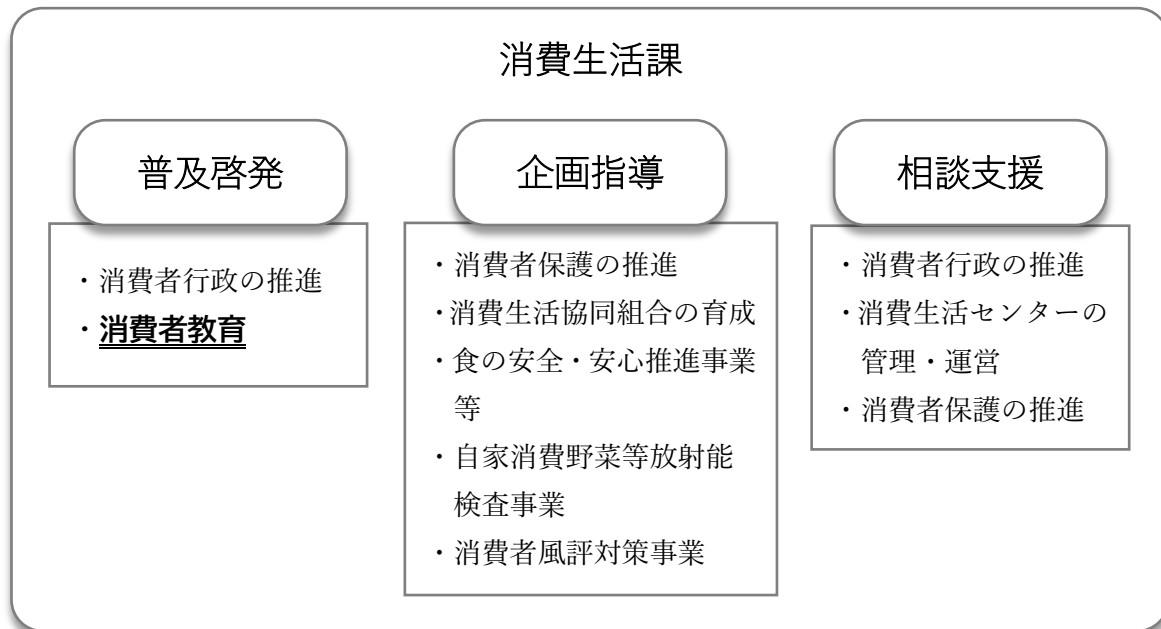 消費生活課
普及啓発
・消費者行政の推進
・消費者教育
企画指導
・消費者保護の推進
・消費生活協同組合の育成
・食の安全・安心推進事業
等
・自家消費野菜等放射能
検査事業
・消費者風評対策事業
相談支援
・消費者行政の推進
・消費生活センターの
管理・運営
・消費者保護の推進